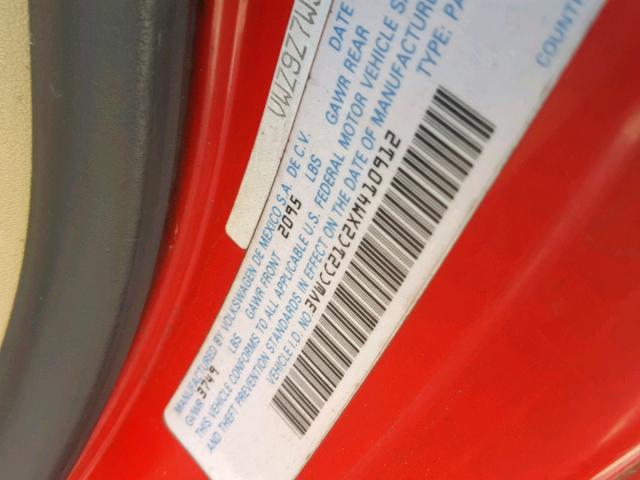 VWZ9Z7W
MANUFACTURED BY VOLKSWAGEN DE MEXICO S.A. DE C.V. DATE
GVWR 3749 LBS GAWR FRONT 2095 LBS GAWR REAR
THIS VEHICLE CONFORMS TO ALL APPLICABLE U.S. FEDERAL MOTOR VEHICLE
AND THEFT PREVENTION STANDARDS IN EFFECT ON THE DATE OF MANUFACTURE
VEHICLE I.D. NO. 3VWCC21C2XM410912 TYPE: PA
COUNTR